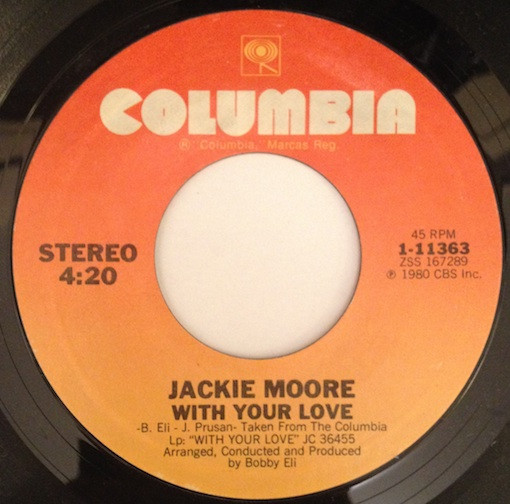 COLUMBIA
® Columbia, Marcas Reg.
STEREO
4:20
45 RPM
1-11363
ZSS 167289
℗ 1980 CBS Inc.
JACKIE MOORE
WITH YOUR LOVE
-B. Eli - J. Prusan- Taken From The Columbia
Lp: "WITH YOUR LOVE" JC 36455
Arranged, Conducted and Produced
by Bobby Eli